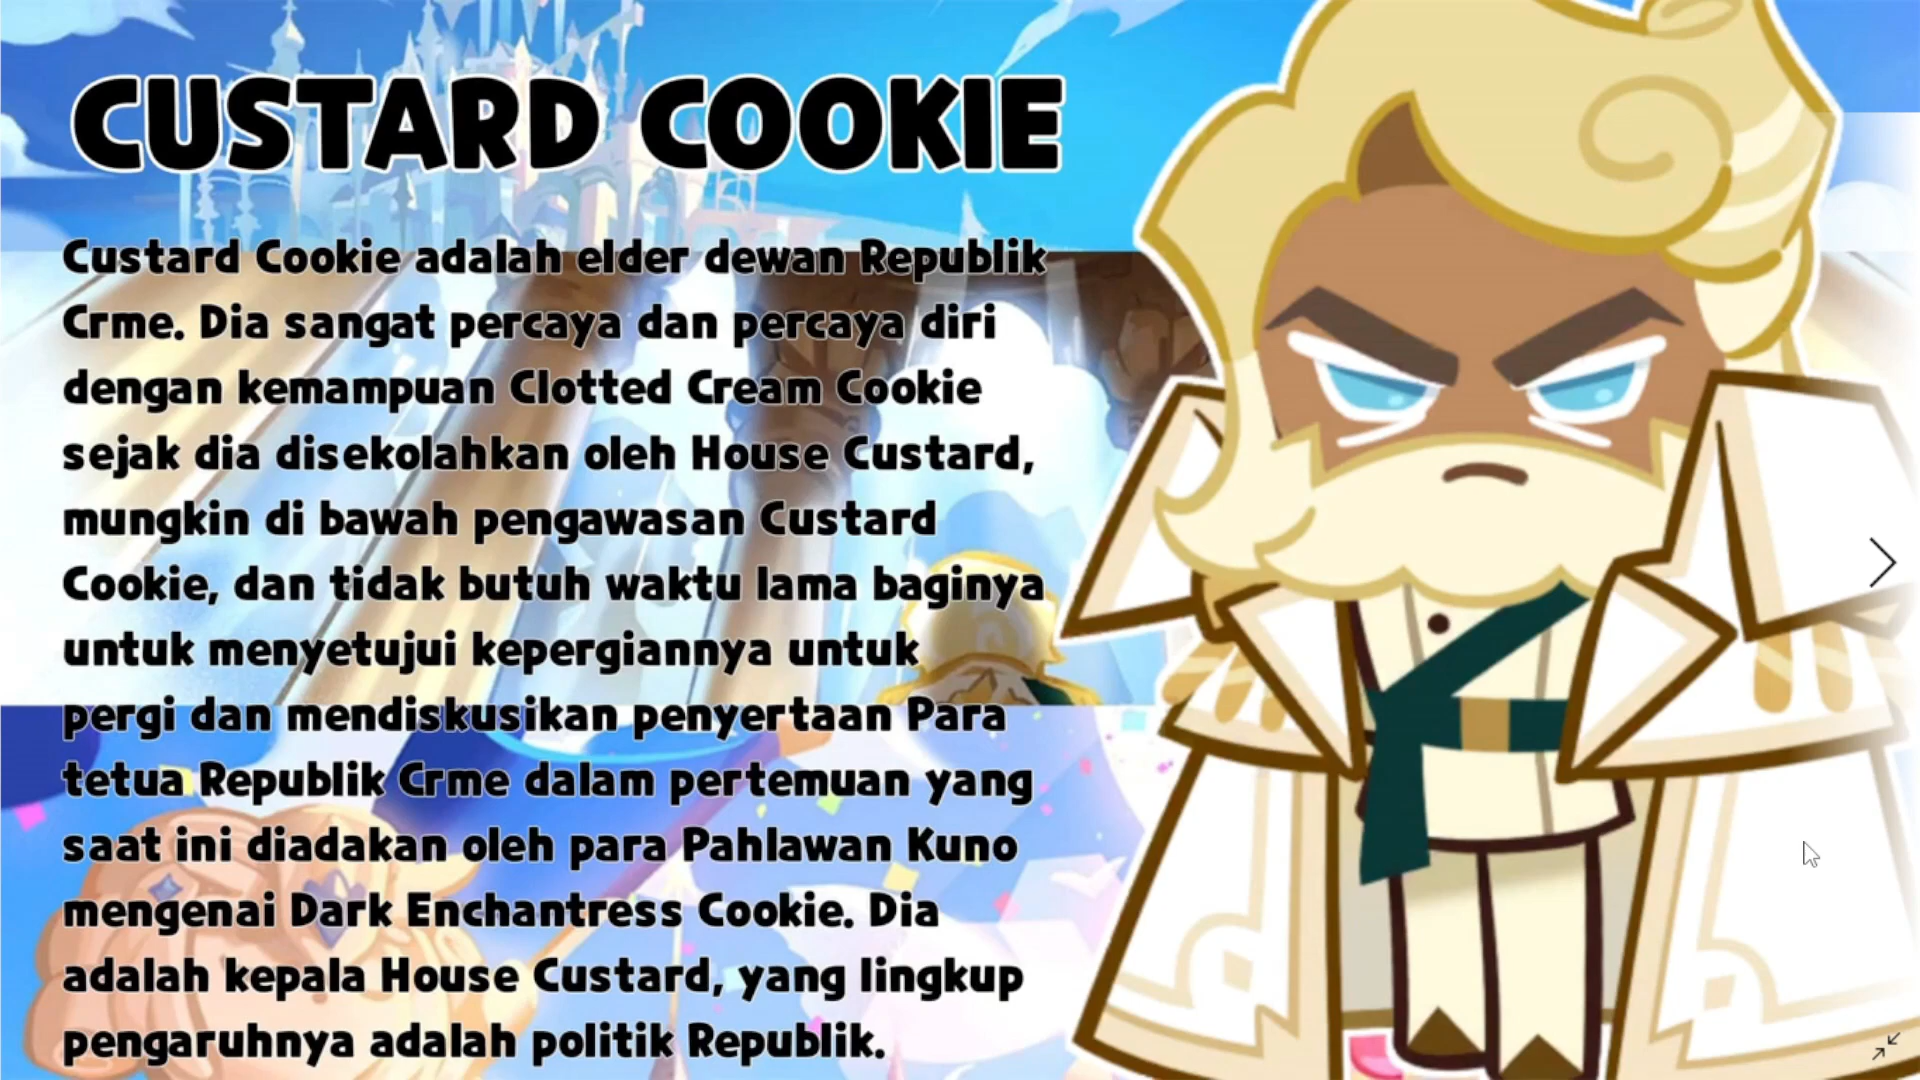 CUSTARD COOKIE
Custard Cookie adalah elder dewan Republik
Crme. Dia sangat percaya dan percaya diri
dengan kemampuan Clotted Cream Cookie
sejak dia disekolahkan oleh House Custard,
mungkin di bawah pengawasan Custard
Cookie, dan tidak butuh waktu lama baginya
untuk menyetujui kepergiannya untuk
pergi dan mendiskusikan penyertaan Para
tetua Republik Crme dalam pertemuan yang
saat ini diadakan oleh para Pahlawan Kuno
mengenai Dark Enchantress Cookie. Dia
adalah kepala House Custard, yang lingkup
pengaruhnya adalah politik Republik.